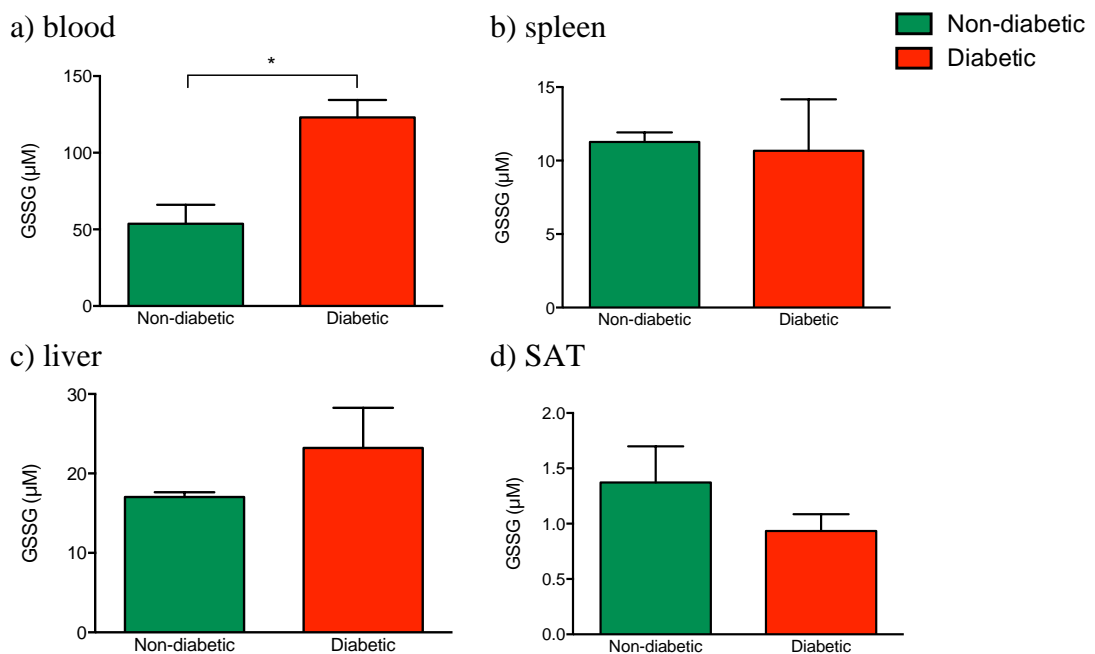 a) blood
b) spleen
Non-diabetic
Diabetic
*
GSSG (µM)
150
100
50
0
Non-diabetic Diabetic
GSSG (µM)
15
10
5
0
Non-diabetic Diabetic
c) liver
d) SAT
GSSG (µM)
30
20
10
0
Non-diabetic Diabetic
GSSG (µM)
2.0
1.5
1.0
0.5
0.0
Non-diabetic Diabetic